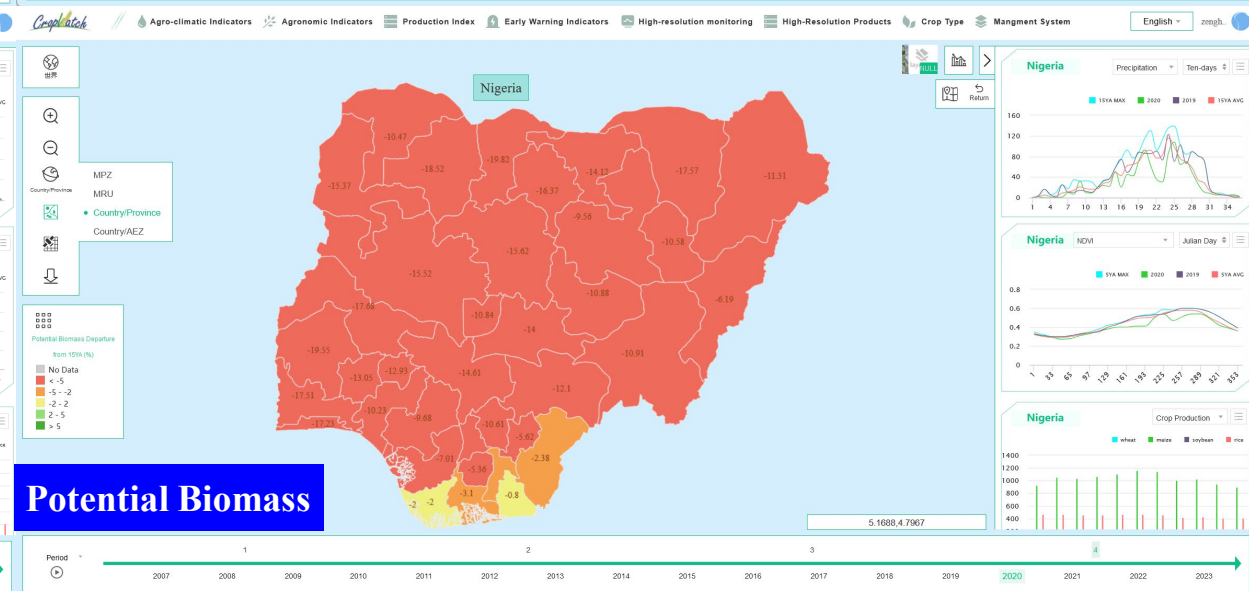 CropWatch
Agro-climatic Indicators
Agronomic Indicators
Production Index
Early Warning Indicators
High-resolution monitoring
High-Resolution Products
Crop Type
Mangment System
English
zengh..
世界
Country/Province
MPZ
MRU
Country/Province
Country/AEZ
Potential Biomass Departure
from 15YA (%)
No Data
< -5
-5 - -2
-2 - 2
2 - 5
> 5
Potential Biomass
Nigeria
NULL
Return
-10.47
-18.52
-19.82
-14.12
-17.57
-11.31
-15.37
-16.37
-9.56
-10.58
-15.62
-15.52
-10.88
-17.68
-10.84
-6.19
-14
-19.55
-10.91
-12.93
-13.05
-14.61
-12.1
-17.51
-10.23
-9.68
-17.23
-10.61
-5.62
-7.01
-5.36
-2.38
-3.1
-0.8
-2
-2
5.1688,4.7967
Nigeria
Precipitation
Ten-days
15YA MAX 2020 2019 15YA AVG
160
120
80
40
0
1 4 7 10 13 16 19 22 25 28 31 34
Nigeria
NDVI
Julian Day
5YA MAX 2020 2019 5YA AVG
0.8
0.6
0.4
0.2
0
1 33 65 97 129 161 193 225 257 289 321 353
Nigeria
Crop Production
wheat maize soybean rice
1400
1200
1000
800
600
400
Period
1 2 3 4
2007 2008 2009 2010 2011 2012 2013 2014 2015 2016 2017 2018 2019 2020 2021 2022 2023